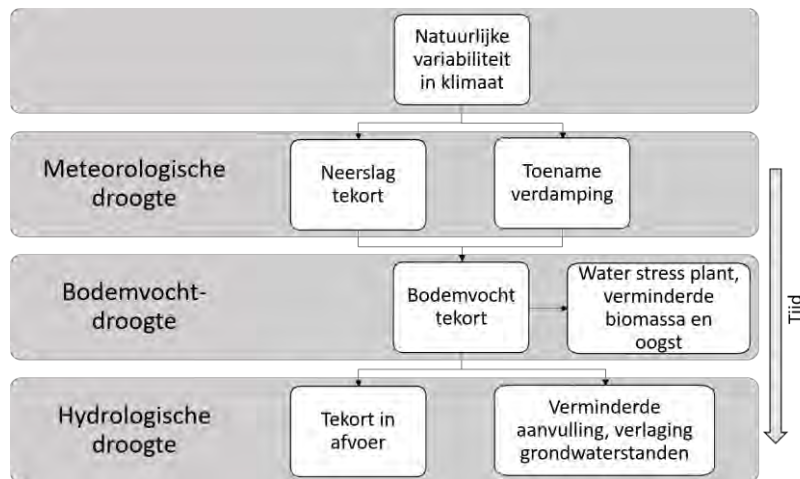 Natuurlijke
variabiliteit
in klimaat
Meteorologische
droogte
Neerslag
tekort
Toename
verdamping
Bodemvocht-
droogte
Bodemvocht
tekort
Water stress plant,
verminderde
biomassa en
oogst
Tijd
Hydrologische
droogte
Tekort in
afvoer
Verminderde
aanvulling, verlaging
grondwaterstanden